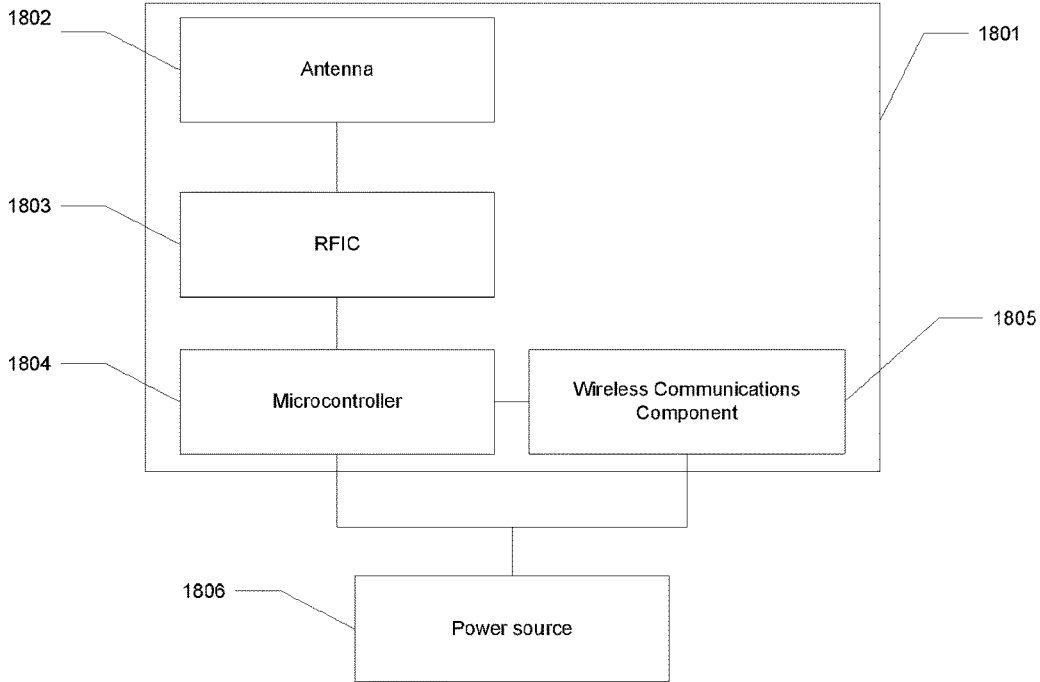 1802
Antenna
1801
1803
RFIC
1805
1804
Microcontroller
Wireless Communications
Component
1806
Power source